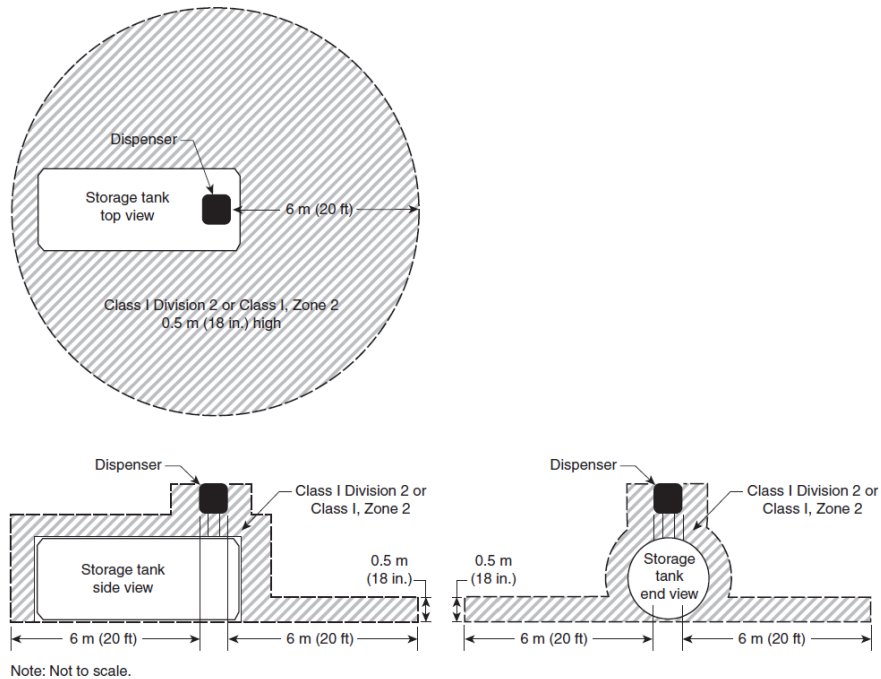 Dispenser
Storage tank
top view
6 m (20 ft)
Class I Division 2 or Class I, Zone 2
0.5 m (18 in.) high
Dispenser
Class I Division 2 or
Class I, Zone 2
Storage tank
side view
0.5 m
(18 in.)
6 m (20 ft)
6 m (20 ft)
Dispenser
Class I Division 2 or
Class I, Zone 2
0.5 m
(18 in.)
Storage
tank
end view
6 m (20 ft)
6 m (20 ft)
Note: Not to scale.